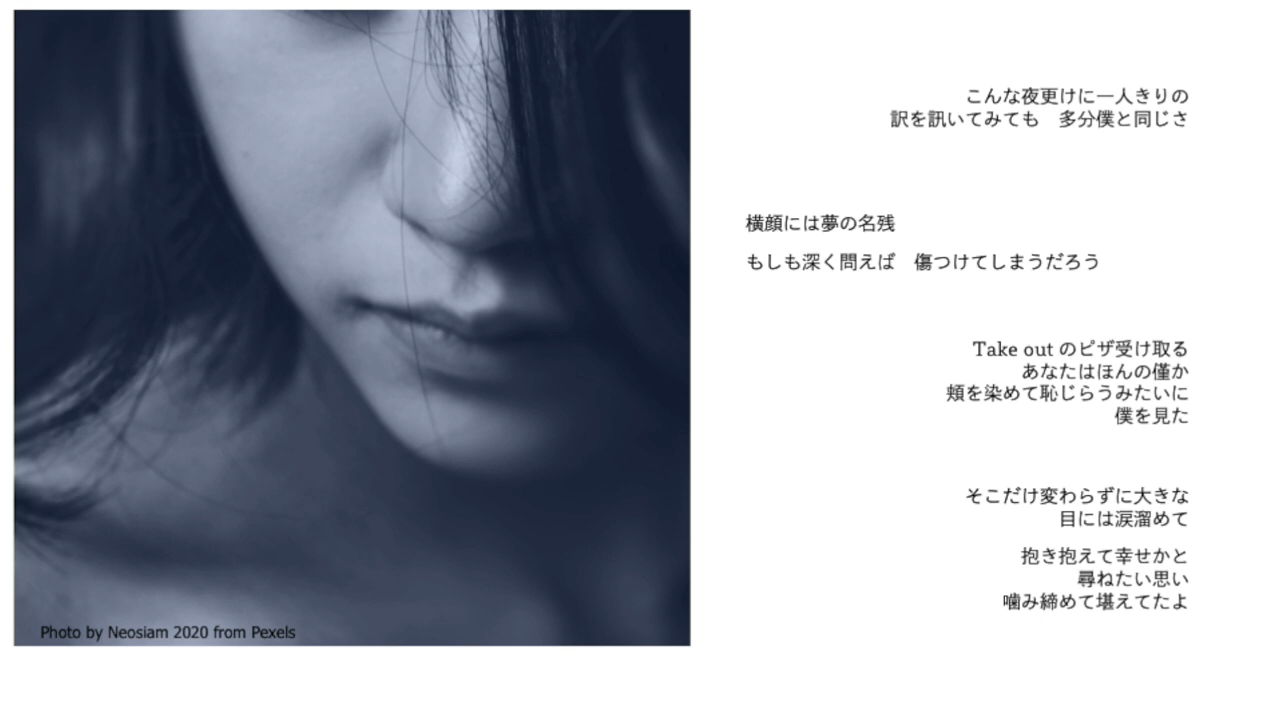 こんな夜更けに一人きりの
訳を訊いてみても　多分僕と同じさ
横顔には夢の名残
もしも深く問えば　傷つけてしまうだろう
Take out のピザ受け取る
あなたはほんの僅か
頬を染めて恥じらうみたいに
僕を見た
そこだけ変わらずに大きな
目には涙溜めて
抱き抱えて幸せかと
尋ねたい思い
噛み締めて堪えてたよ
Photo by Neosiam 2020 from Pexels